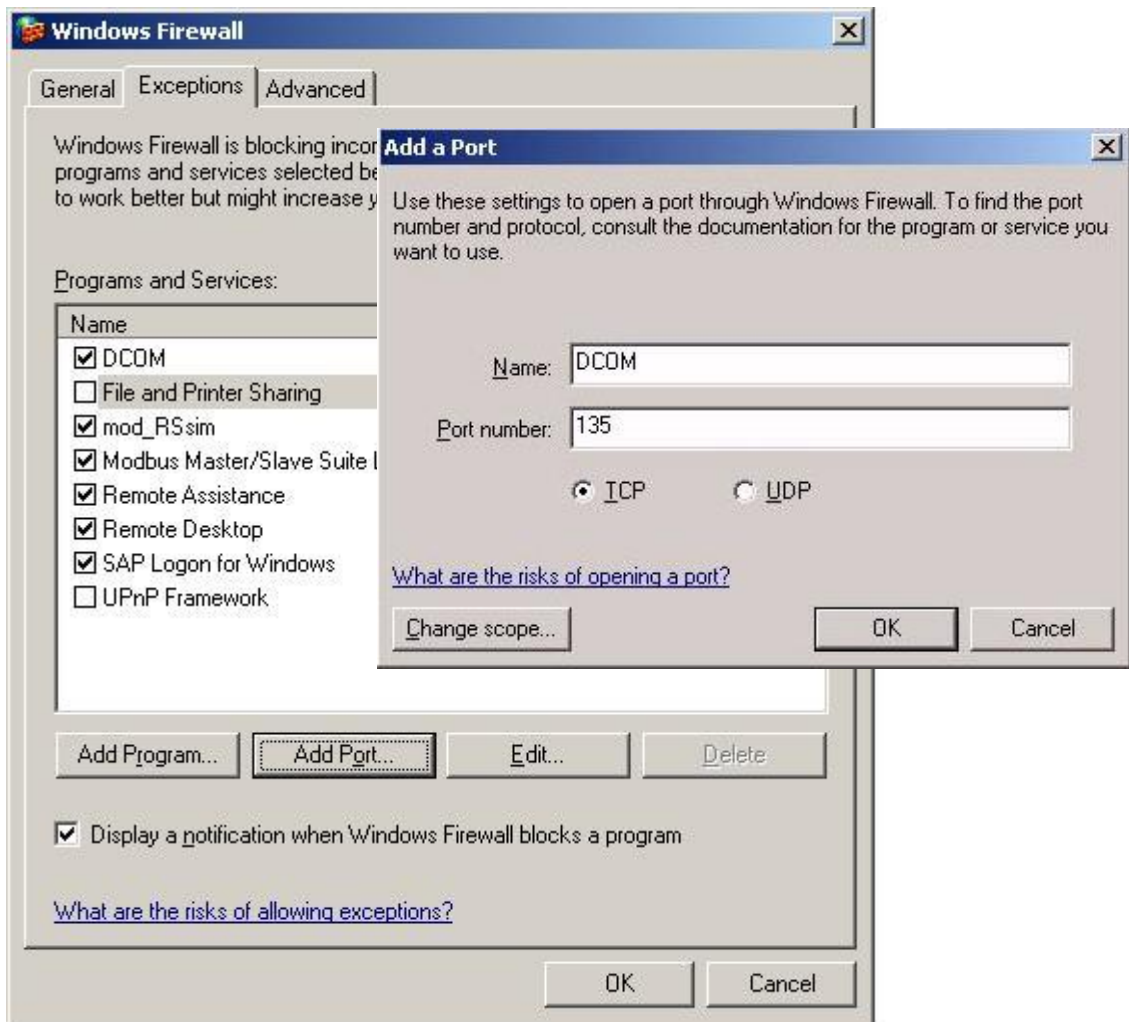 Windows Firewall
General
Exceptions
Advanced
Windows Firewall is blocking
programs and services selected
to work better but might increase
Programs and Services:
Name
DCOM
File and Printer Sharing
mod_RSsim
Modbus Master/Slave Suite
Remote Assistance
Remote Desktop
SAP Logon for Windows
UPnP Framework
Add Program...
Add Port...
Edit...
Delete
Display a notification when Windows Firewall blocks a program
What are the risks of allowing exceptions?
OK
Cancel
Add a Port
Use these settings to open a port through Windows Firewall. To find the port
number and protocol, consult the documentation for the program or service you
want to use.
Name:
DCOM
Port number:
135
TCP
UDP
What are the risks of opening a port?
Change scope...
OK
Cancel